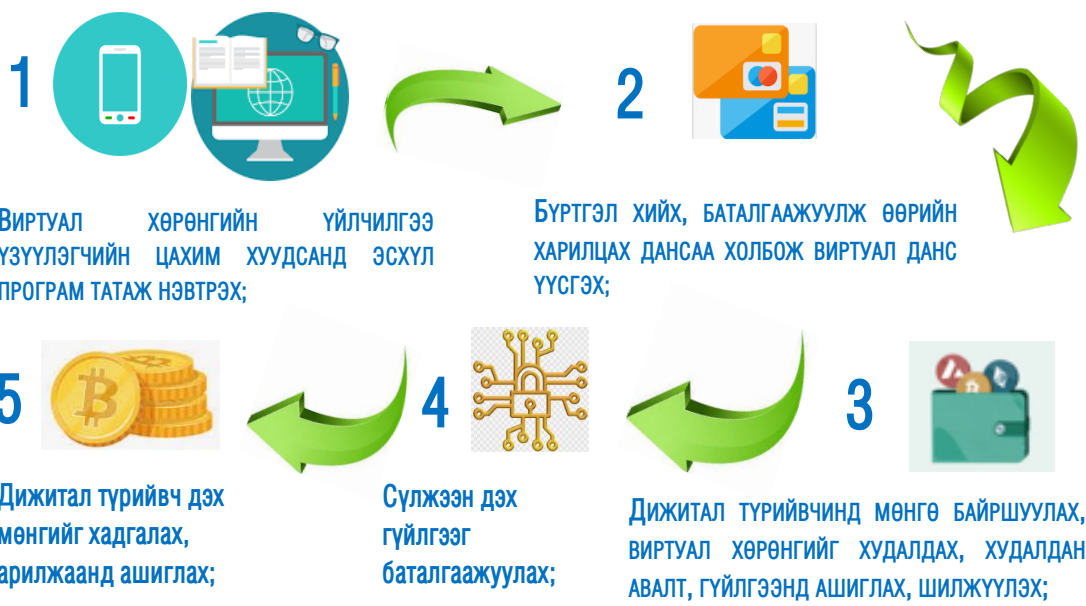 1
ВИРТУАЛ ХӨРӨНГИЙН ҮЙЛЧИЛГЭЭ
ҮЗҮҮЛЭГЧИЙН ЦАХИМ ХУУДСАНД ЭСХҮЛ
ПРОГРАМ ТАТАЖ НЭВТРЭХ;
2
БҮРТГЭЛ ХИЙХ, БАТАЛГААЖУУЛЖ ӨӨРИЙН
ХАРИЛЦАХ ДАНСАА ХОЛБОЖ ВИРТУАЛ ДАНС
ҮҮСГЭХ;
3
ДИЖИТАЛ ТҮРИЙВЧИНД МӨНГӨ БАЙРШУУЛАХ,
ВИРТУАЛ ХӨРӨНГИЙГ ХУДАЛДАХ, ХУДАЛДАН
АВАЛТ, ГҮЙЛГЭЭНД АШИГЛАХ, ШИЛЖҮҮЛЭХ;
4
Сүлжээн дэх
гүйлгээг
баталгаажуулах;
5
Дижитал түрийвч дэх
мөнгийг хадгалах,
арилжаанд ашиглах;